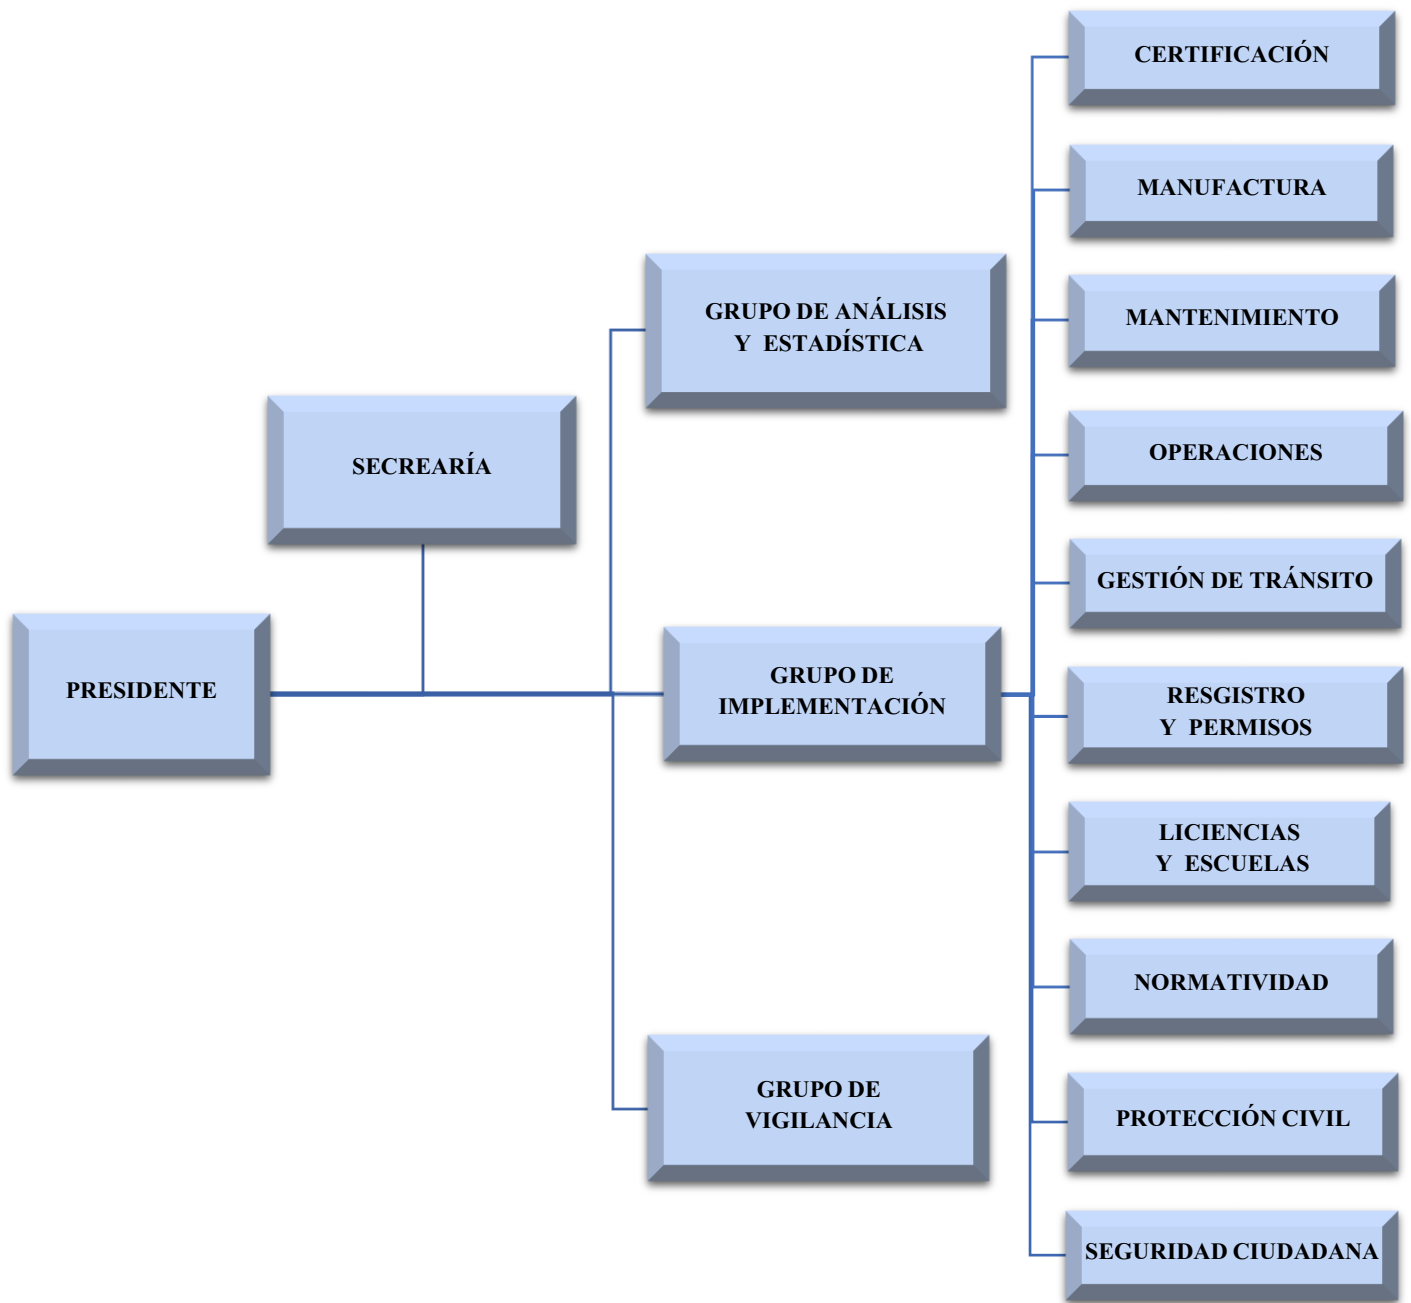 PRESIDENTE
SECREARÍA
GRUPO DE ANÁLISIS
Y ESTADÍSTICA
GRUPO DE
IMPLEMENTACIÓN
GRUPO DE
VIGILANCIA
CERTIFICACIÓN
MANUFACTURA
MANTENIMIENTO
OPERACIONES
GESTIÓN DE TRÁNSITO
RESGISTRO
Y PERMISOS
LICIENCIAS
Y ESCUELAS
NORMATIVIDAD
PROTECCIÓN CIVIL
SEGURIDAD CIUDADANA